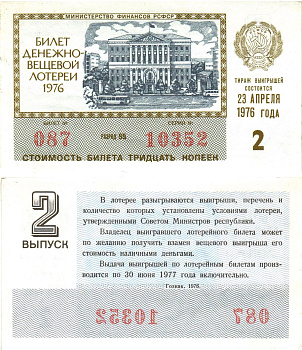 МИНИСТЕРСТВО ФИНАНСОВ РСФСР
БИЛЕТ
ДЕНЕЖНО-
ВЕЩЕВОЙ
ЛОТЕРЕИ
1976
ТИРАЖ ВЫИГРЫШЕЙ
СОСТОИТСЯ
23 АПРЕЛЯ
1976 ГОДА
2
БИЛЕТ № СЕРИЯ №
087 РАЗРЯД 55 10352
СТОИМОСТЬ БИЛЕТА ТРИДЦАТЬ КОПЕЕК
2
ВЫПУСК
В лотерее разыгрываются выигрыши, перечень и
количество которых установлены условиями лотереи,
утвержденными Советом Министров республики.
Владелец выигравшего лотерейного билета может
по желанию получить взамен вещевого выигрыша его
стоимость наличными деньгами.
Выдача выигрышей по лотерейным билетам произ-
водится по 30 июня 1977 года включительно.
Гознак. 1976.
10352 087